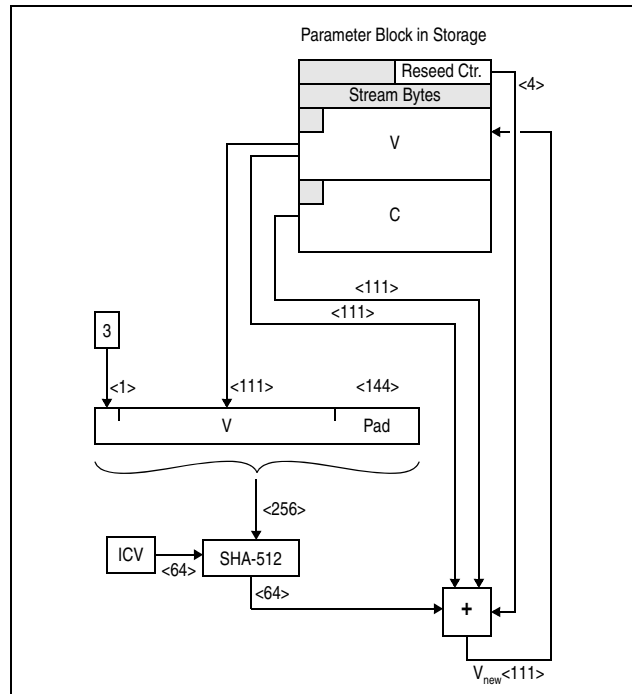 Parameter Block in Storage
Reseed Ctr.
<4>
Stream Bytes
V
C
<111>
<111>
3
<1> <111> <144>
V Pad
<256>
ICV SHA-512
<64> <64>
+
Vnew<111>